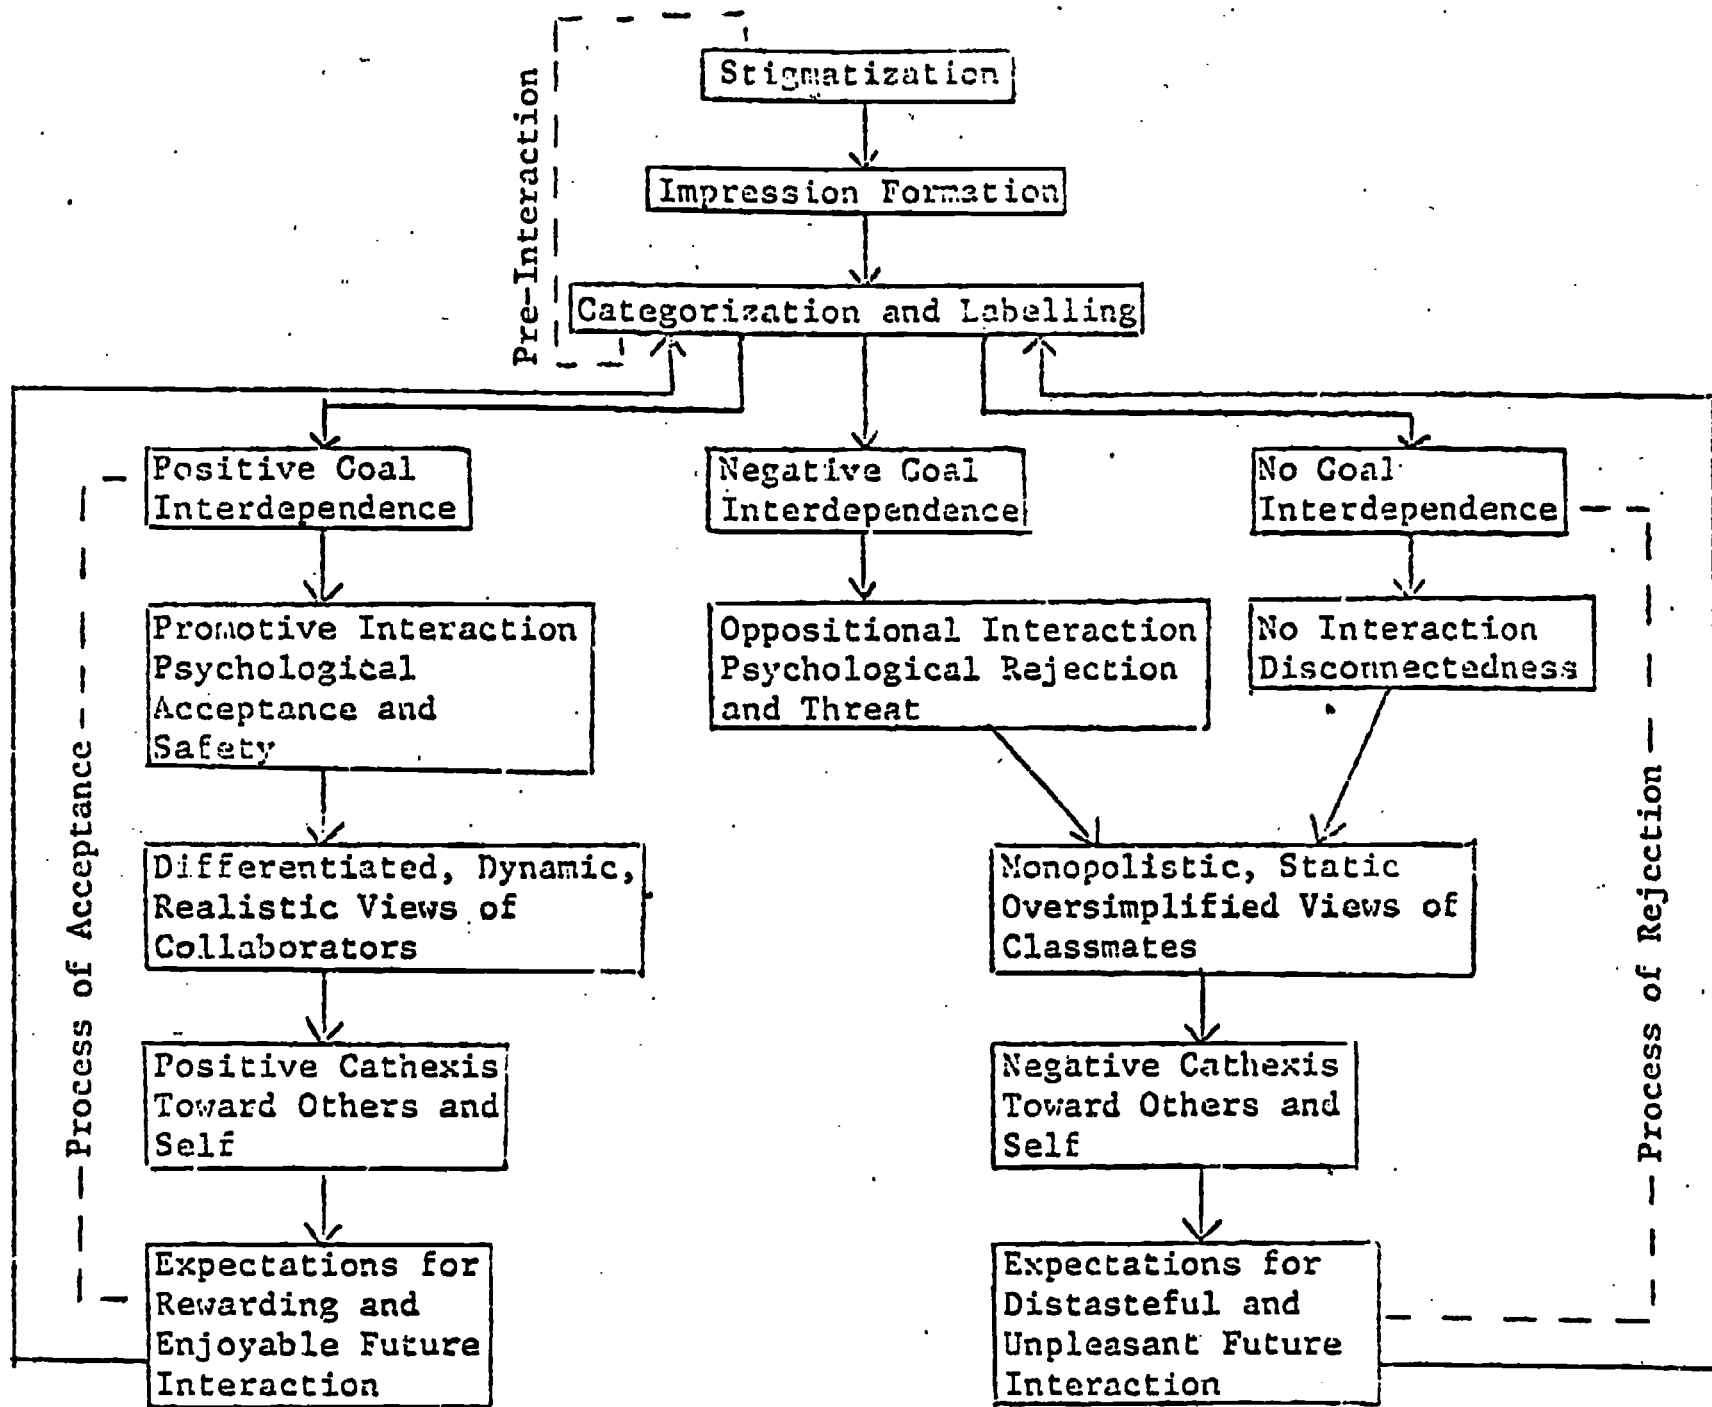 Stigmatization
Pre-Interaction
Impression Formation
Categorization and Labelling
Positive Goal
Interdependence
Negative Goal
Interdependence
No Goal
Interdependence
Process of Acceptance
Promotive Interaction
Psychological
Acceptance and
Safety
Oppositional Interaction
Psychological Rejection
and Threat
No Interaction
Disconnectedness
Process of Rejection
Differentiated, Dynamic,
Realistic Views of
Collaborators
Monopolistic, Static
Oversimplified Views of
Classmates
Positive Cathexis
Toward Others and
Self
Negative Cathexis
Toward Others and
Self
Expectations for
Rewarding and
Enjoyable Future
Interaction
Expectations for
Distasteful and
Unpleasant Future
Interaction